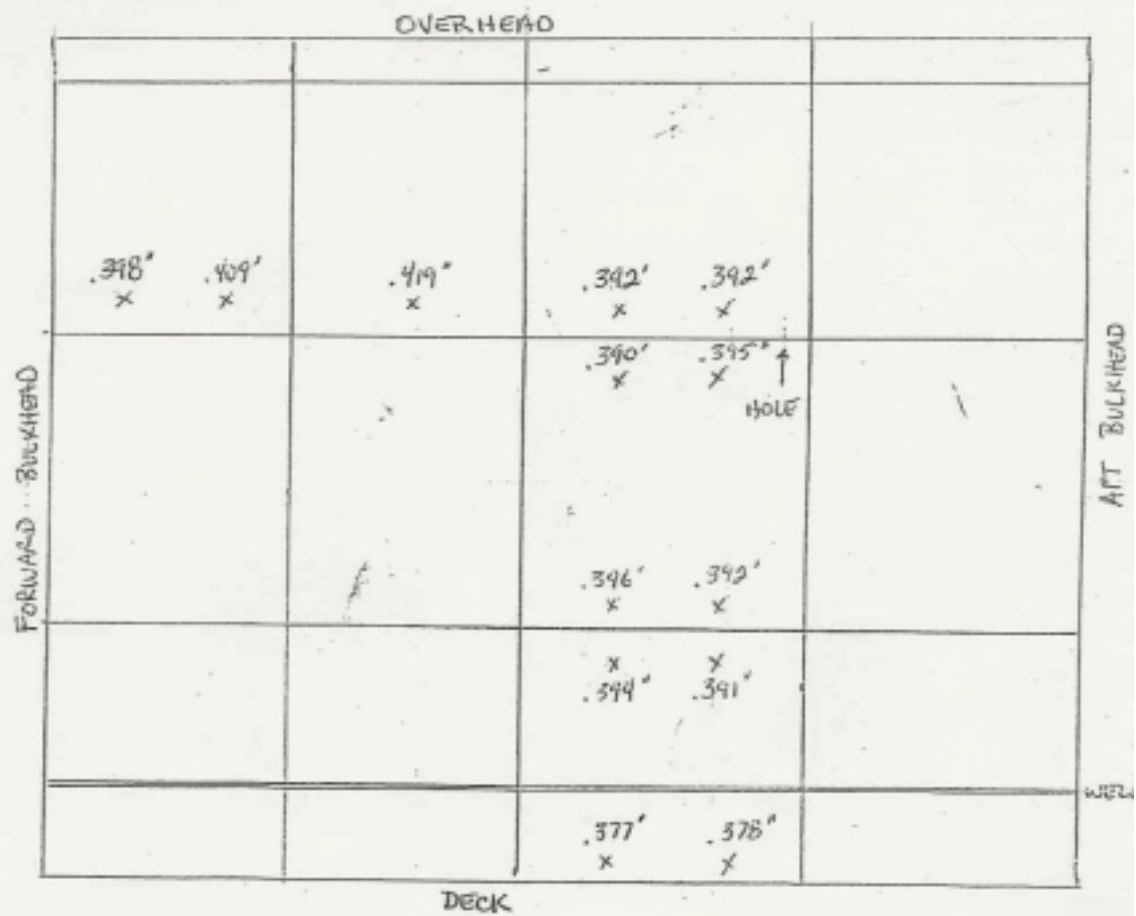 OVERHEAD
.398" .409" .419" .392" .392"
x x x x x
.390" .395"
x x
HOLE
FORWARD BULKHEAD
AFT BULKHEAD
.396" .392"
x x
x x
.394" .391"
WELD
.377" .378"
x x
DECK